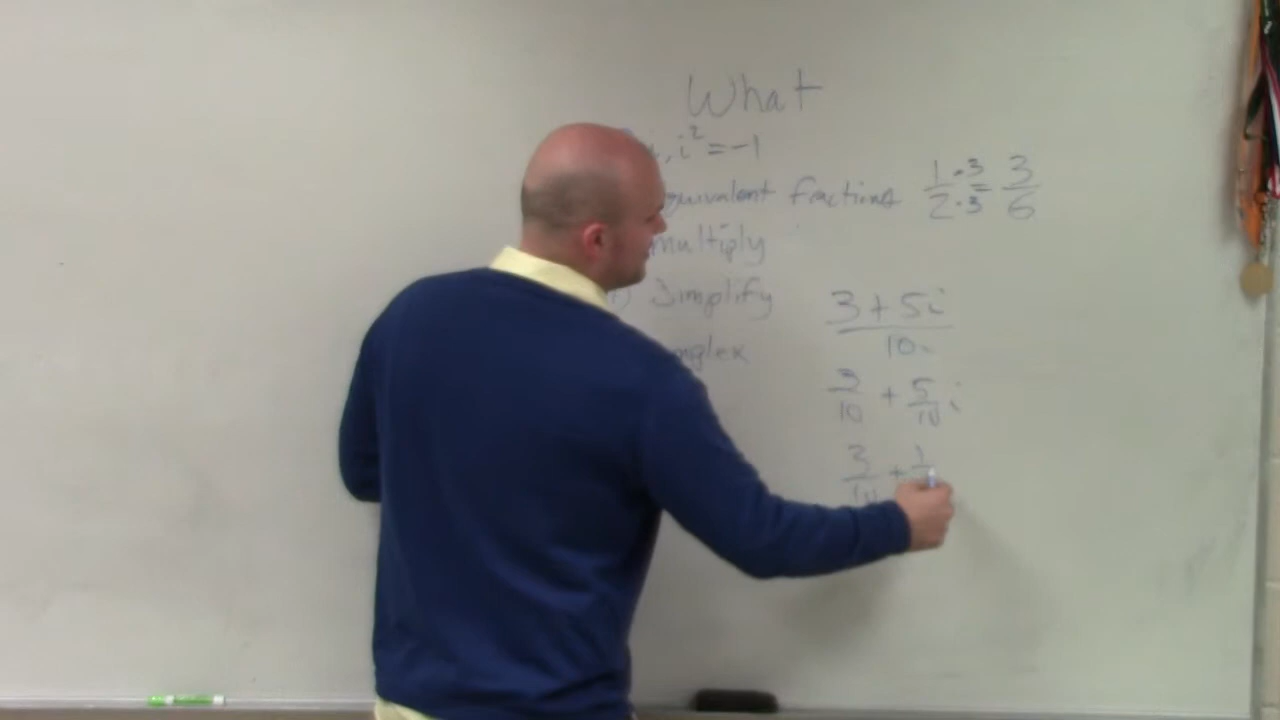 What
i² = -1
equivalent fractions 1/2 ·3/·3 = 3/6
multiply
Simplify
3 + 5i
10
3/10 + 5/10 i
3/10 + 1